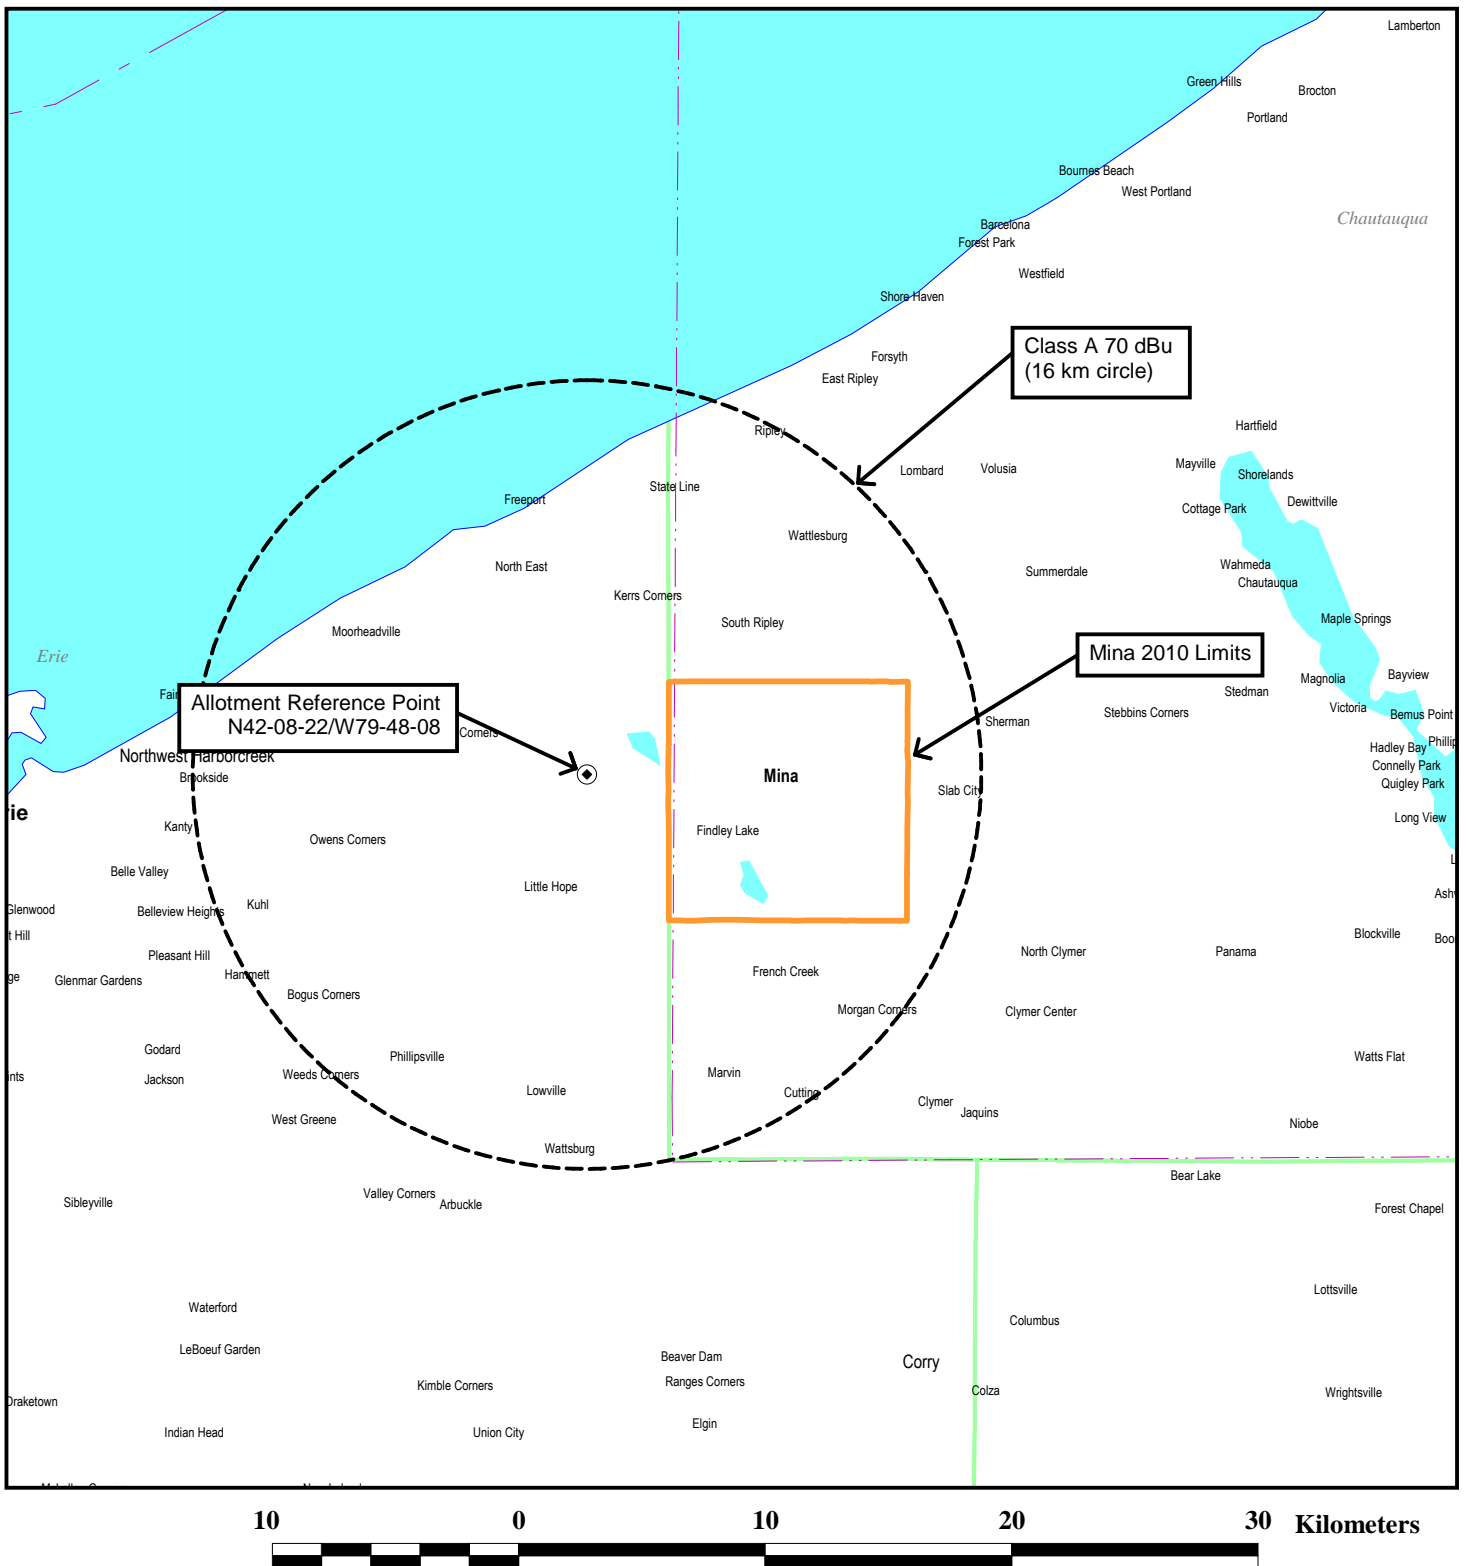 Lamberton
Green Hills
Brocton
Portland
Bournes Beach
West Portland
Chautauqua
Barcelona
Forest Park
Westfield
Shore Haven
Class A 70 dBu
(16 km circle)
Forsyth
East Ripley
Ripley
Hartfield
Lombard
Volusia
Mayville
Shorelands
State Line
Freeport
Dewittville
Cottage Park
Wattlesburg
North East
Summerdale
Wahmeda
Chautauqua
Kerrs Corners
South Ripley
Maple Springs
Moorheadville
Erie
Mina 2010 Limits
Magnolia
Bayview
Stedman
Fair
Allotment Reference Point
N42-08-22/W79-48-08
Victoria
Bemus Point
Stebbins Corners
Sherman
Corners
Phillip
Hadley Bay
Northwest Harborcreek
Connelly Park
Brookside
Mina
Quigley Park
Slab City
rie
Long View
Kanty
Findley Lake
Owens Corners
L
Belle Valley
Little Hope
Ash
Glenwood
Belleview Heights
Kuhl
t Hill
Blockville
Boo
Pleasant Hill
North Clymer
Panama
ge
Glenmar Gardens
Hammett
French Creek
Bogus Corners
Morgan Corners
Clymer Center
Godard
Phillipsville
Watts Flat
ints
Jackson
Weeds Corners
Marvin
Lowville
Cutting
Clymer
Jaquins
West Greene
Niobe
Wattsburg
Bear Lake
Sibleyville
Valley Corners
Arbuckle
Forest Chapel
Lottsville
Waterford
Columbus
LeBoeuf Garden
Beaver Dam
Corry
Kimble Corners
Ranges Corners
Colza
Wrightsville
Draketown
Elgin
Indian Head
Union City
10 0 10 20 30 Kilometers